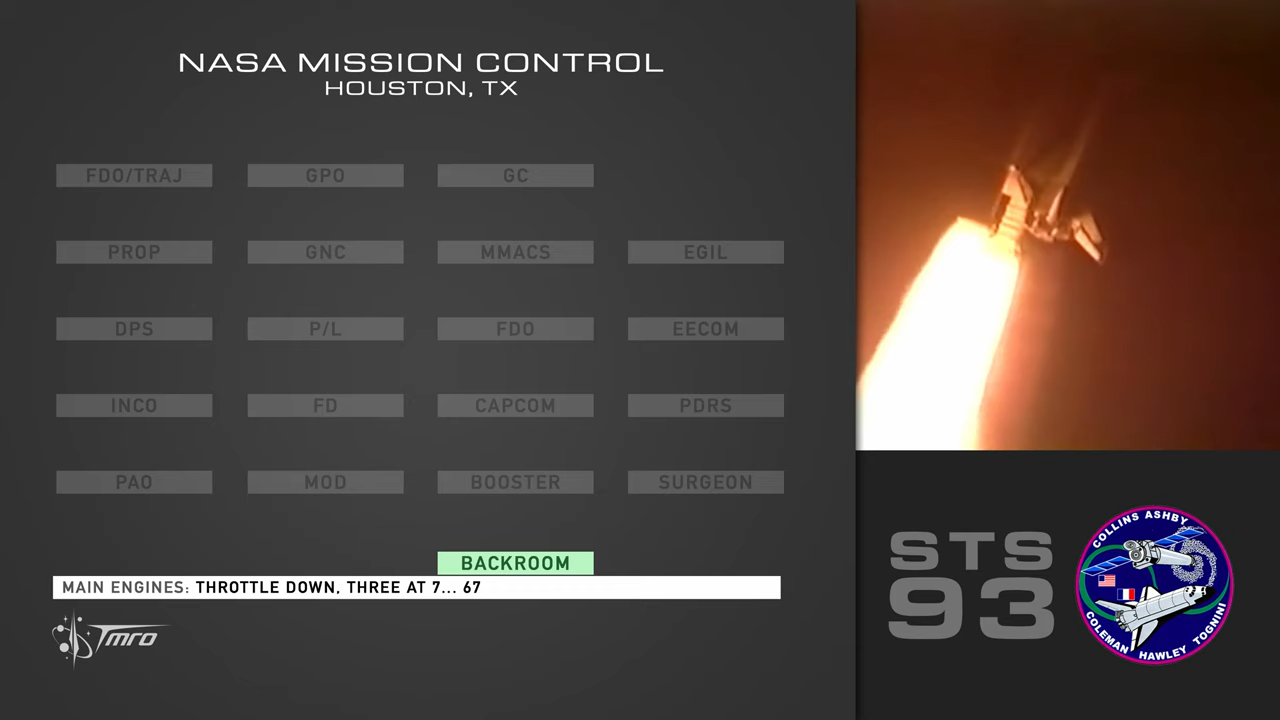 NASA MISSION CONTROL
HOUSTON, TX
FDO/TRAJ GPO GC
PROP GNC MMACS EGIL
DPS P/L FDO EECOM
INCO FD CAPCOM PDRS
PAO MOD BOOSTER SURGEON
BACKROOM
MAIN ENGINES: THROTTLE DOWN, THREE AT 7... 67
TMRO
STS
93
COLLINS ASHBY
COLEMAN HAWLEY TOGNINI